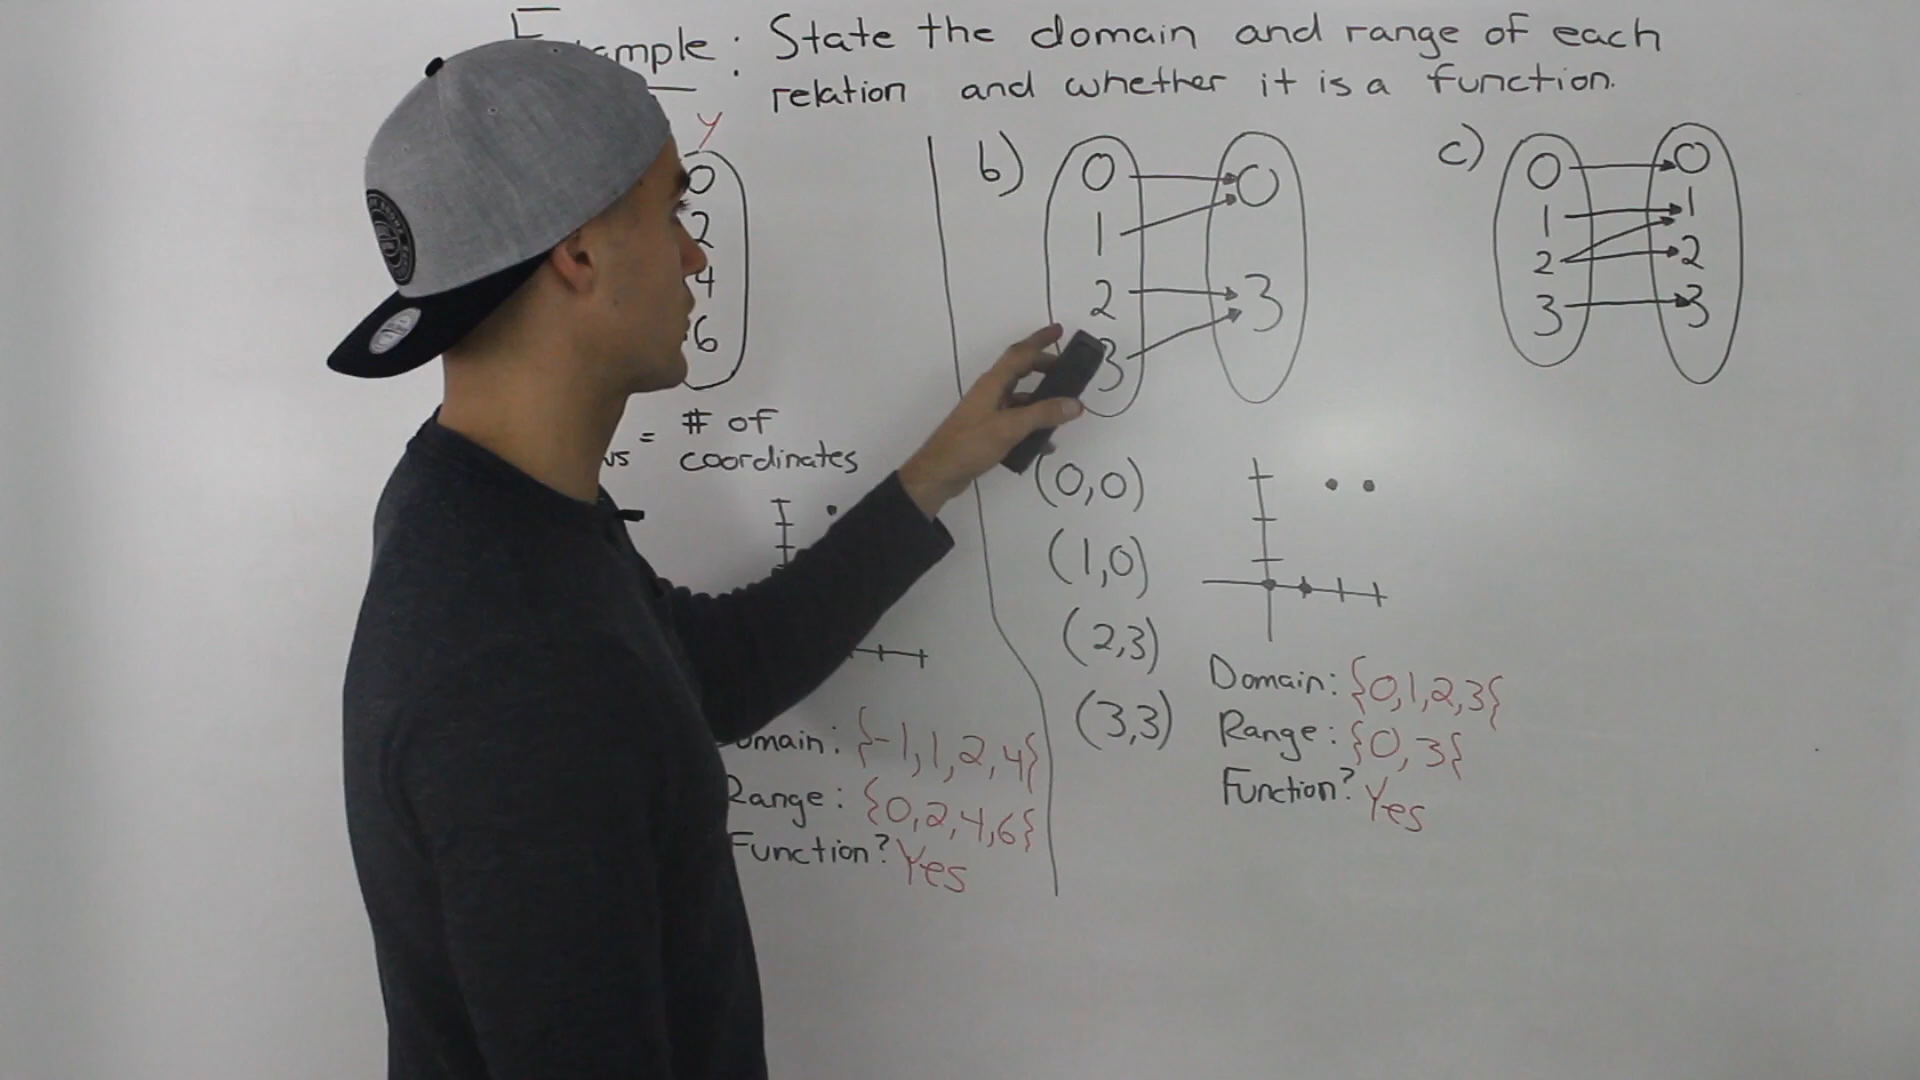 ample: State the domain and range of each
relation and whether it is a function.
y
0
2
4
6
= # of
coordinates
Domain: {-1,1,2,4}
Range: {0,2,4,6}
Function? Yes
b)
0 0
1
2 3
3
(0,0)
(1,0)
(2,3)
(3,3)
Domain: {0,1,2,3}
Range: {0,3}
Function? Yes
c)
0 0
1 1
2 2
3 3